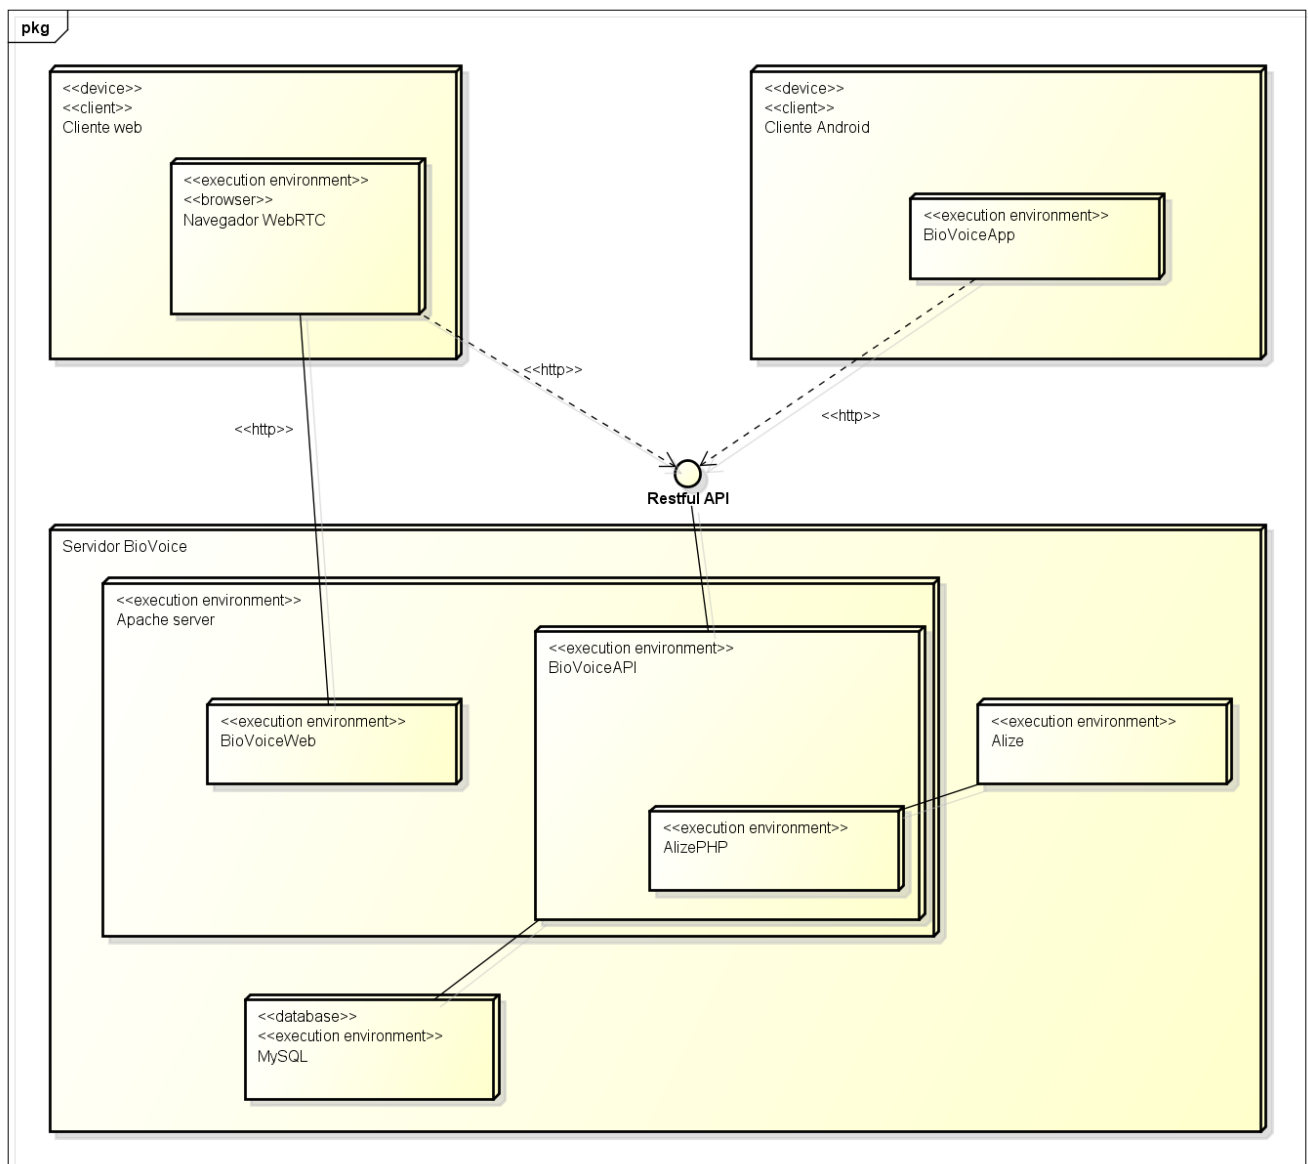 pkg
<<device>>
<<client>>
Cliente web
<<execution environment>>
<<browser>>
Navegador WebRTC
<<device>>
<<client>>
Cliente Android
<<execution environment>>
BioVoiceApp
<<http>>
<<http>>
<<http>>
Restful API
Servidor BioVoice
<<execution environment>>
Apache server
<<execution environment>>
BioVoiceAPI
<<execution environment>>
BioVoiceWeb
<<execution environment>>
Alize
<<execution environment>>
AlizePHP
<<database>>
<<execution environment>>
MySQL